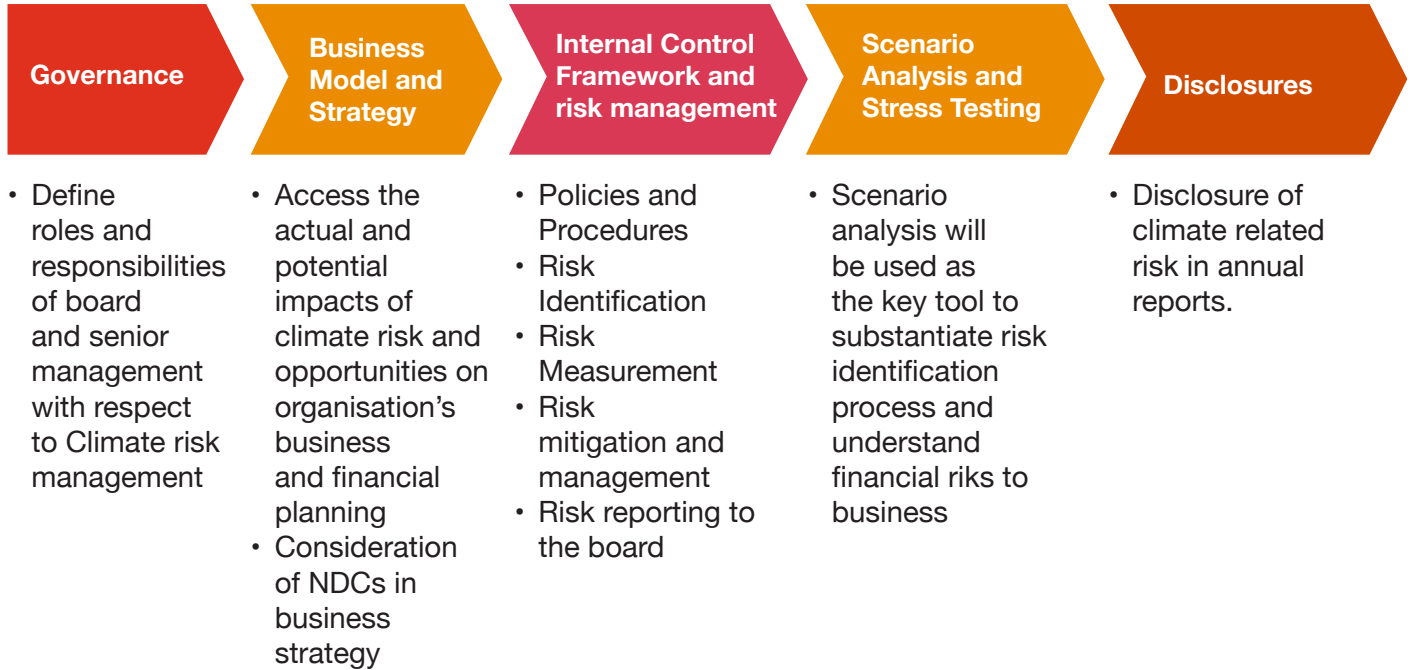 Governance
Business
Model and
Strategy
Internal Control
Framework and
risk management
Scenario
Analysis and
Stress Testing
Disclosures
• Define
roles and
responsibilities
of board
and senior
management
with respect
to Climate risk
management
• Access the
actual and
potential
impacts of
climate risk and
opportunities on
organisation’s
business
and financial
planning
• Consideration
of NDCs in
business
strategy
• Policies and
Procedures
• Risk
Identification
• Risk
Measurement
• Risk
mitigation and
management
• Risk reporting to
the board
• Scenario
analysis will
be used as
the key tool to
substantiate risk
identification
process and
understand
financial riks to
business
• Disclosure of
climate related
risk in annual
reports.